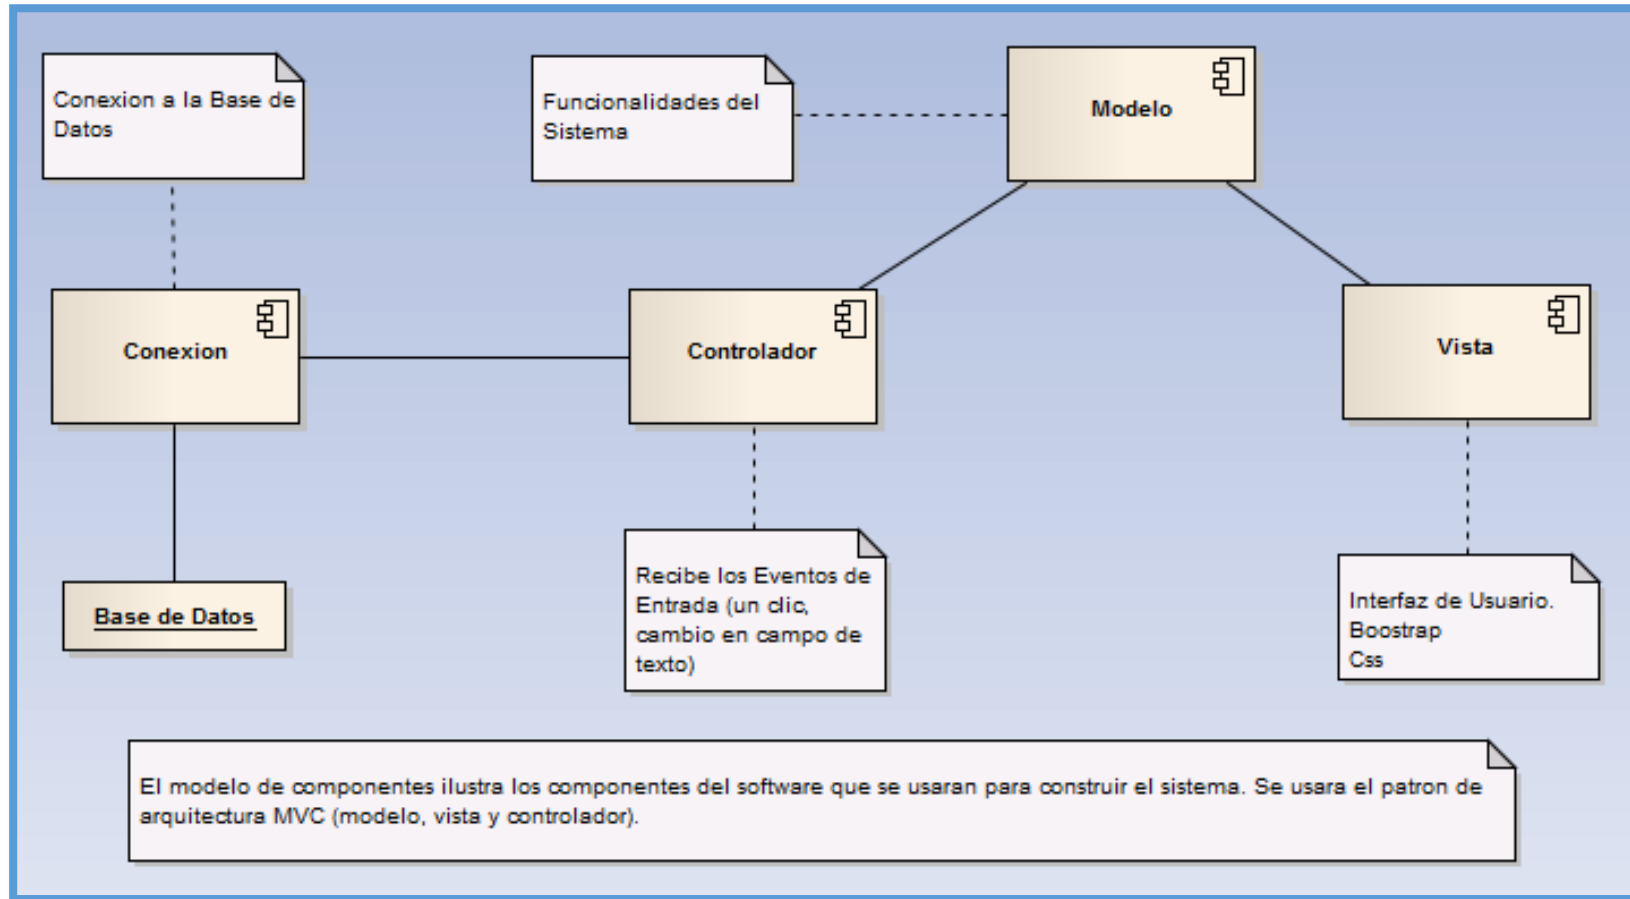 Conexion a la Base de
Datos
Funcionalidades del
Sistema
Modelo
Conexion
Controlador
Vista
Base de Datos
Recibe los Eventos de
Entrada (un clic,
cambio en campo de
texto)
Interfaz de Usuario.
Boostrap
Css
El modelo de componentes ilustra los componentes del software que se usaran para construir el sistema. Se usara el patron de
arquitectura MVC (modelo, vista y controlador).